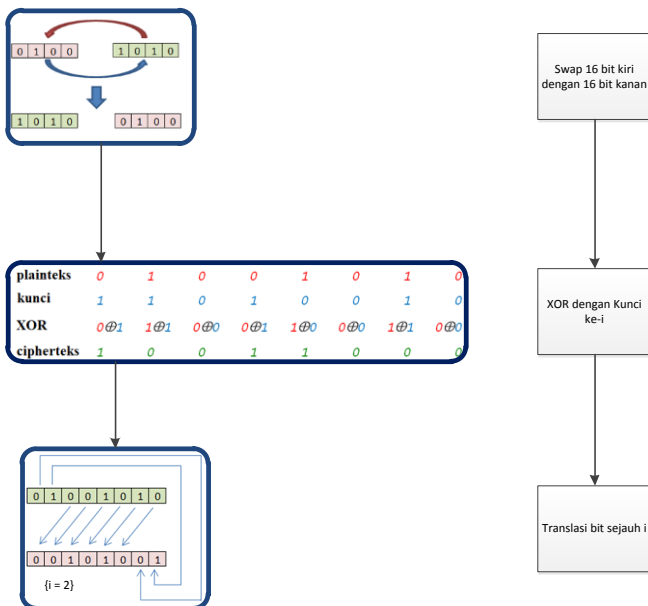 0 1 0 0 1 0 1 0
1 0 1 0 0 1 0 0
plainteks 0 1 0 0 1 0 1 0
kunci 1 1 0 1 0 0 1 0
XOR 0⊕1 1⊕1 0⊕0 0⊕1 1⊕0 0⊕0 1⊕1 0⊕0
cipherteks 1 0 0 1 1 0 0 0
0 1 0 0 1 0 1 0
0 0 1 0 1 0 0 1
{i = 2}
Swap 16 bit kiri
dengan 16 bit kanan
XOR dengan Kunci
ke-i
Translasi bit sejauh i